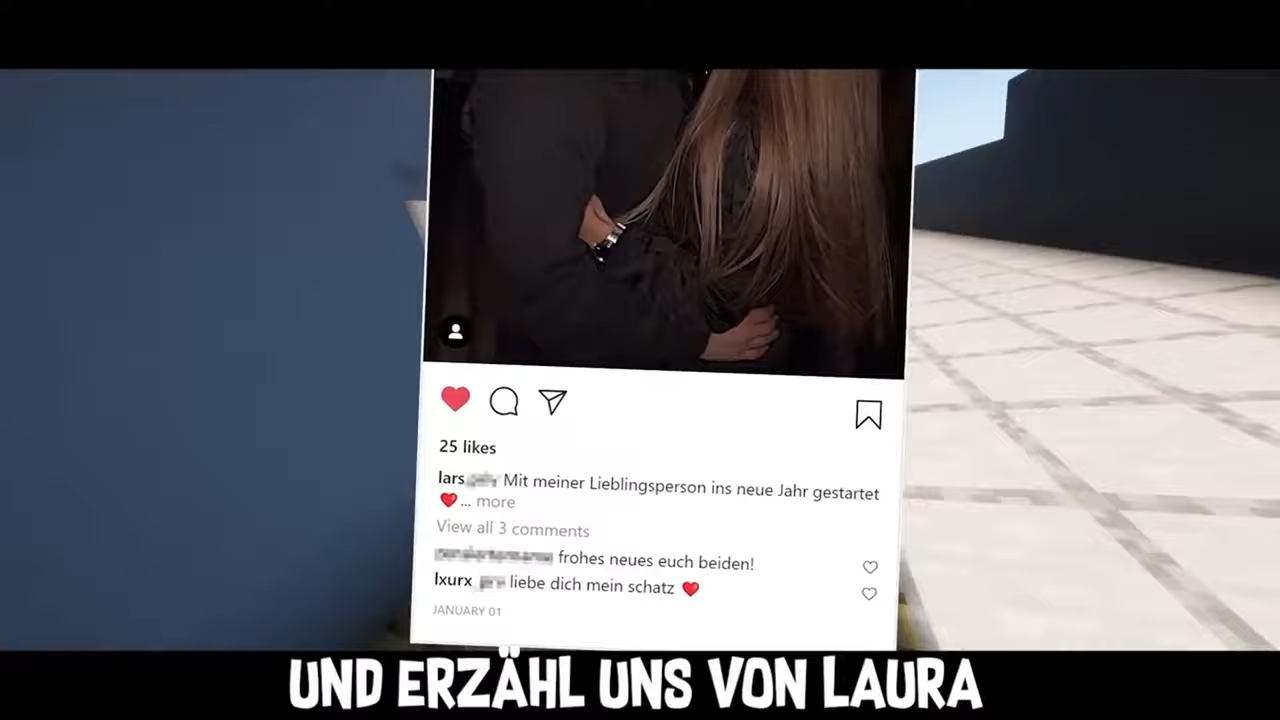 25 likes
lars Mit meiner Lieblingsperson ins neue Jahr gestartet
❤️ ... more
View all 3 comments
frohes neues euch beiden!
lxurx liebe dich mein schatz ❤️
JANUARY 01
UND ERZÄHL UNS VON LAURA